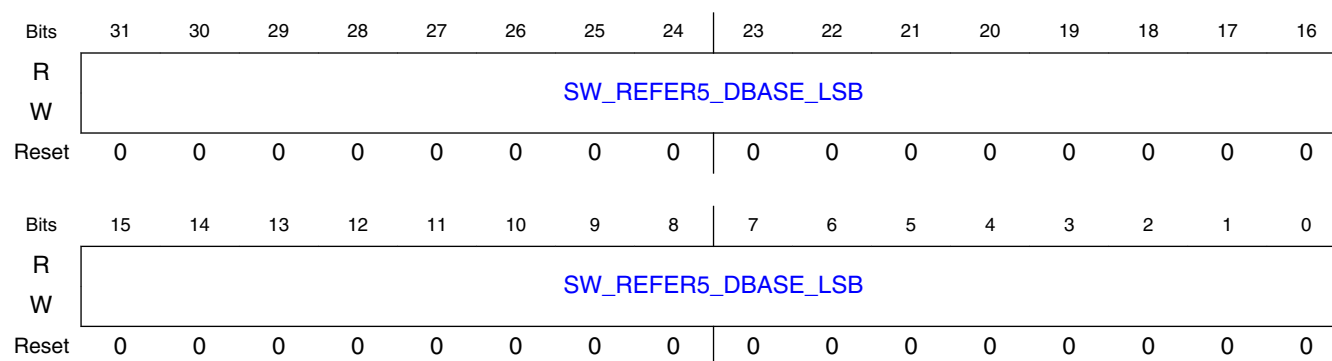 Bits 31 30 29 28 27 26 25 24 23 22 21 20 19 18 17 16
R
SW_REFER5_DBASE_LSB
W
Reset 0 0 0 0 0 0 0 0 0 0 0 0 0 0 0 0
Bits 15 14 13 12 11 10 9 8 7 6 5 4 3 2 1 0
R
SW_REFER5_DBASE_LSB
W
Reset 0 0 0 0 0 0 0 0 0 0 0 0 0 0 0 0